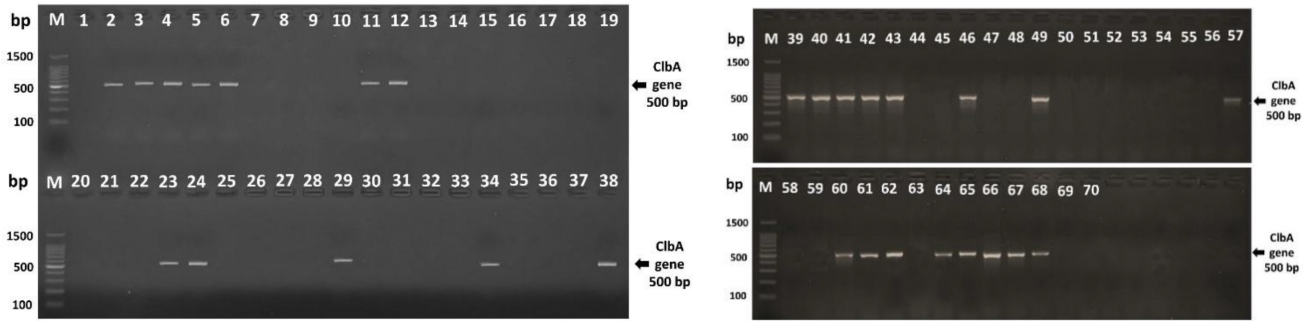 bp M 1 2 3 4 5 6 7 8 9 10 11 12 13 14 15 16 17 18 19
1500
500
100
ClbA
gene
500 bp
bp M 20 21 22 23 24 25 26 27 28 29 30 31 32 33 34 35 36 37 38
1500
500
100
ClbA
gene
500 bp
bp M 39 40 41 42 43 44 45 46 47 48 49 50 51 52 53 54 55 56 57
1500
500
100
ClbA
gene
500 bp
bp M 58 59 60 61 62 63 64 65 66 67 68 69 70
1500
500
100
ClbA
gene
500 bp